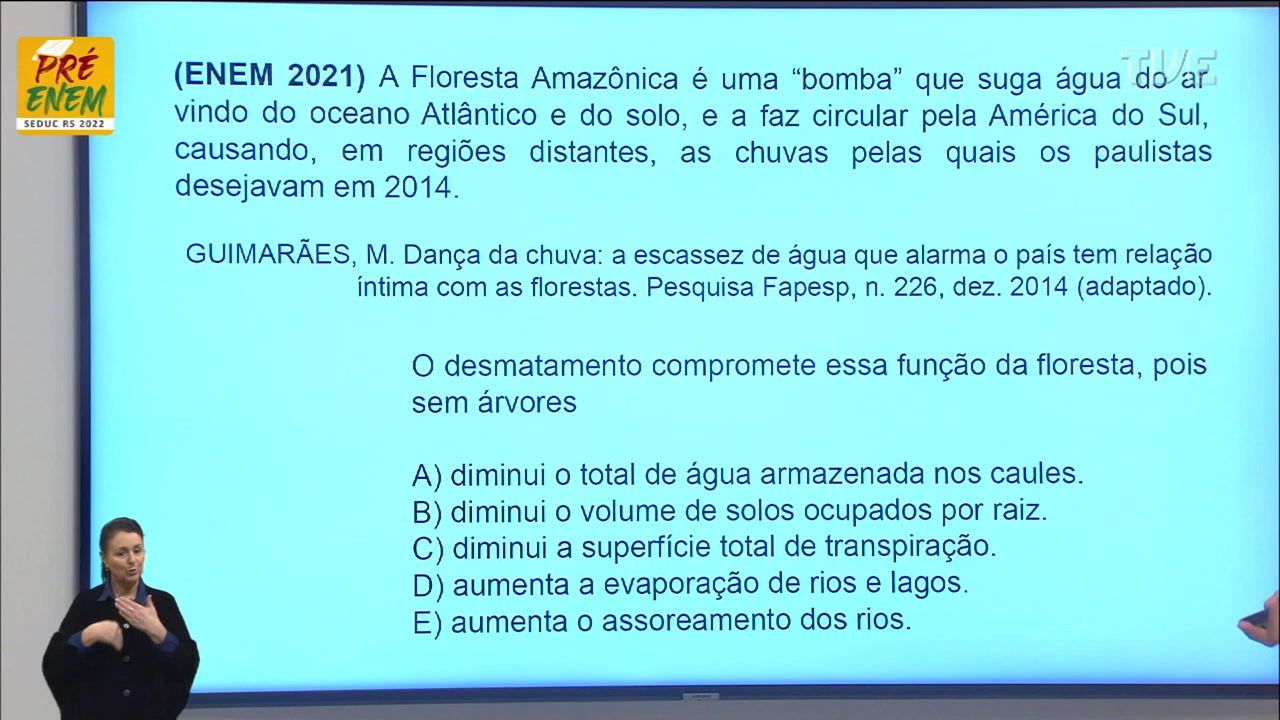 PRÉ
ENEM
SEDUC RS 2022
TVE
(ENEM 2021) A Floresta Amazônica é uma “bomba” que suga água do ar
vindo do oceano Atlântico e do solo, e a faz circular pela América do Sul,
causando, em regiões distantes, as chuvas pelas quais os paulistas
desejavam em 2014.
GUIMARÃES, M. Dança da chuva: a escassez de água que alarma o país tem relação
íntima com as florestas. Pesquisa Fapesp, n. 226, dez. 2014 (adaptado).
O desmatamento compromete essa função da floresta, pois
sem árvores
A) diminui o total de água armazenada nos caules.
B) diminui o volume de solos ocupados por raiz.
C) diminui a superfície total de transpiração.
D) aumenta a evaporação de rios e lagos.
E) aumenta o assoreamento dos rios.